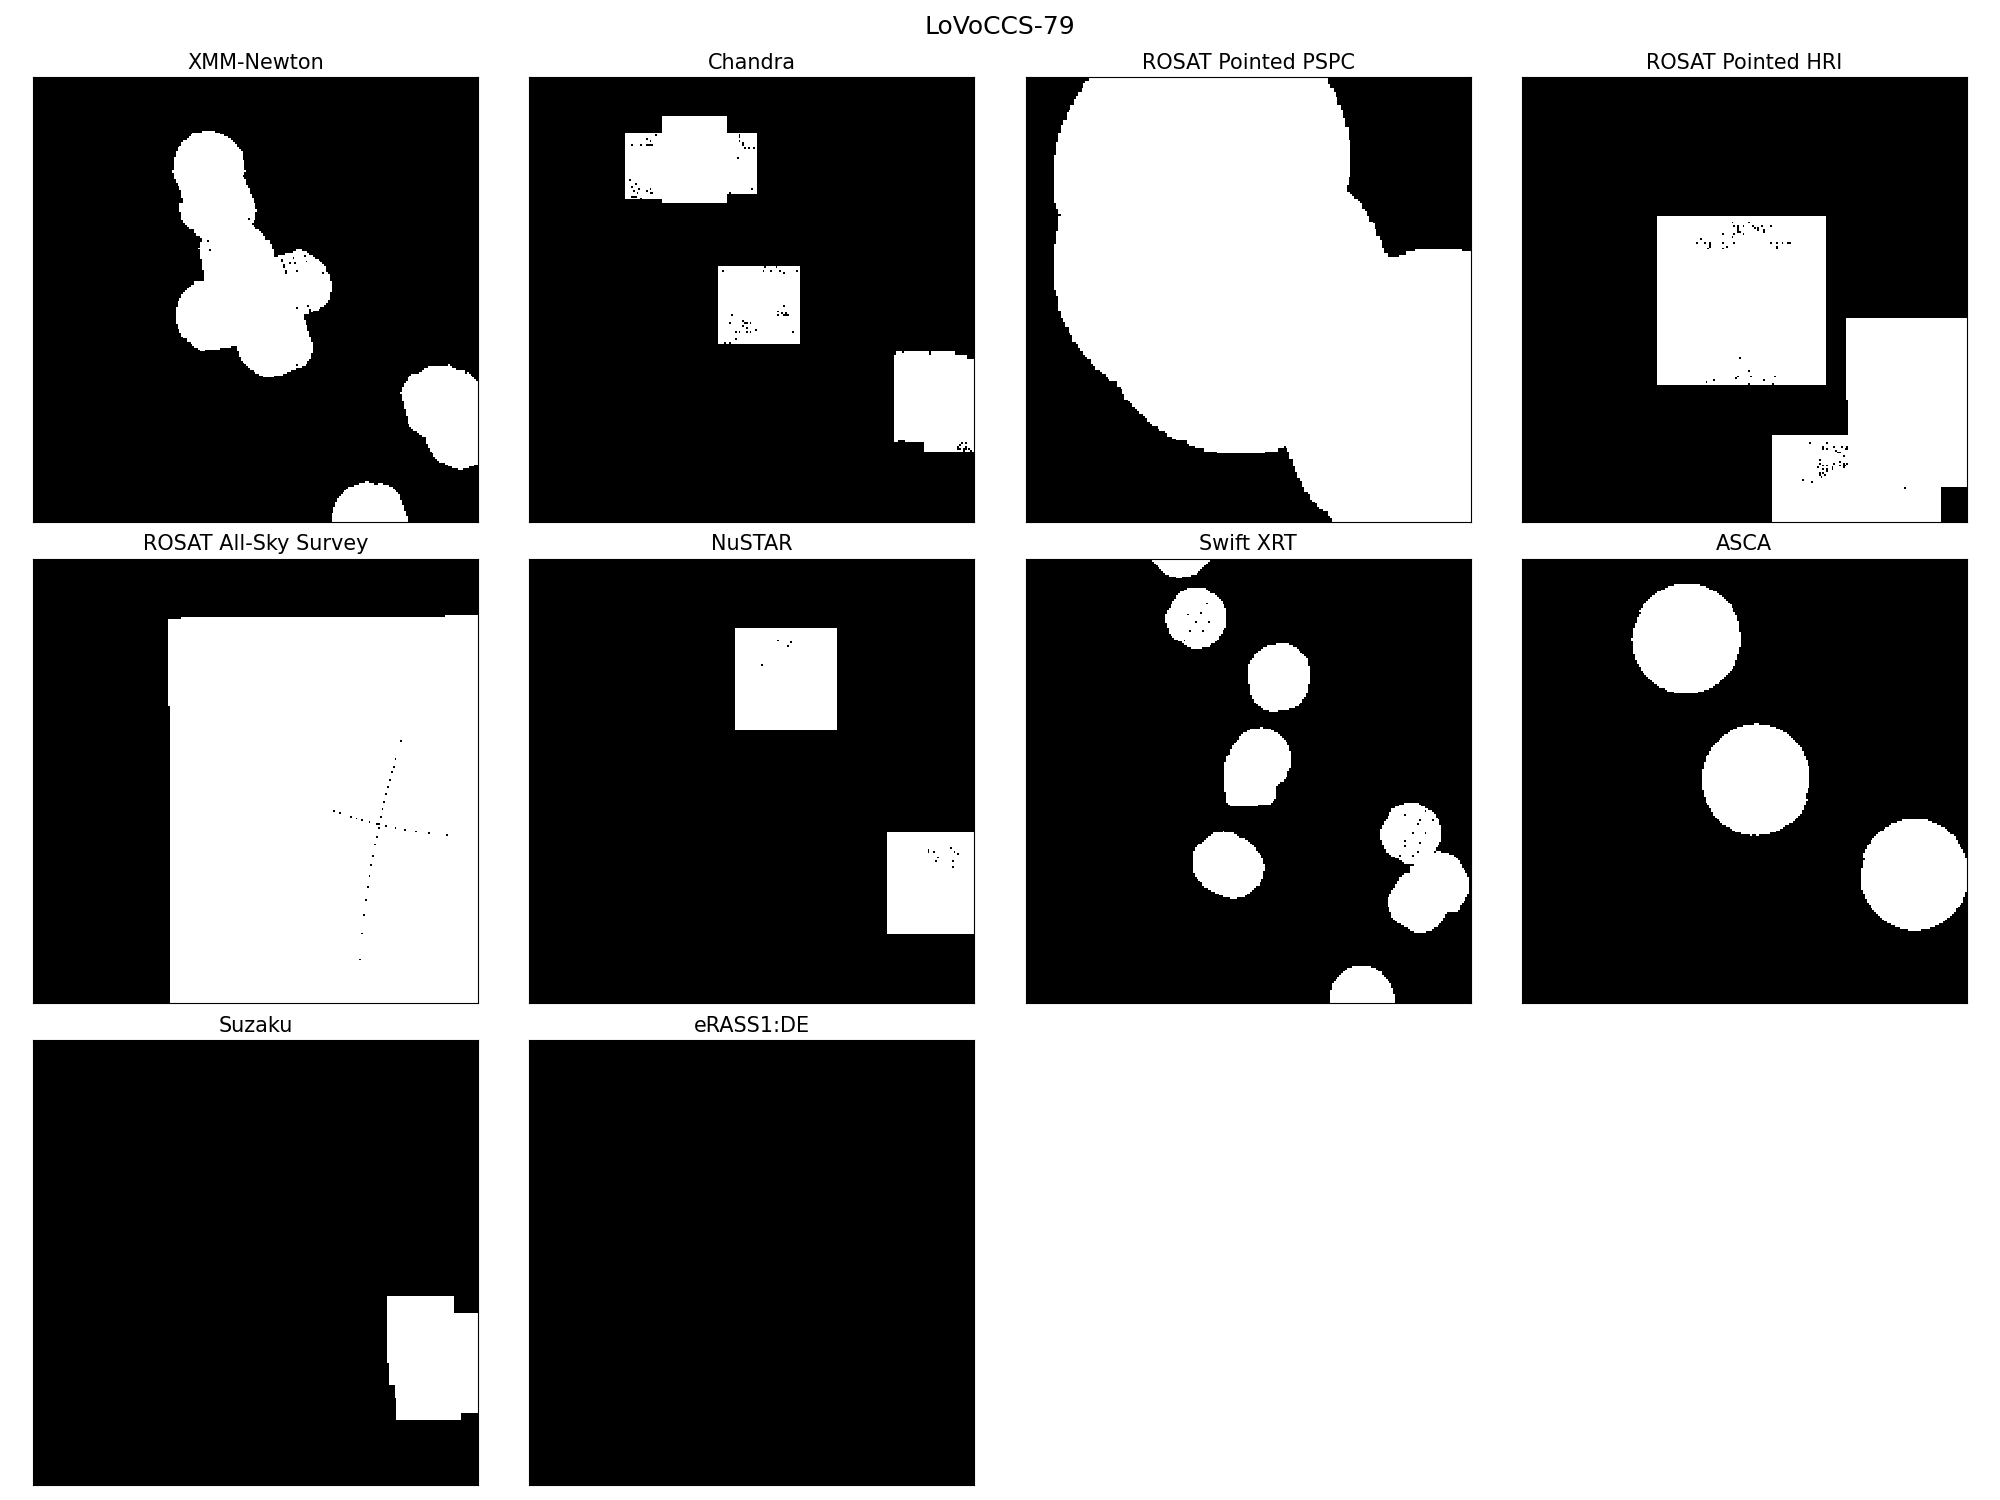 LoVoCCS-79
XMM-Newton
Chandra
ROSAT Pointed PSPC
ROSAT Pointed HRI
ROSAT All-Sky Survey
NuSTAR
Swift XRT
ASCA
Suzaku
eRASS1:DE